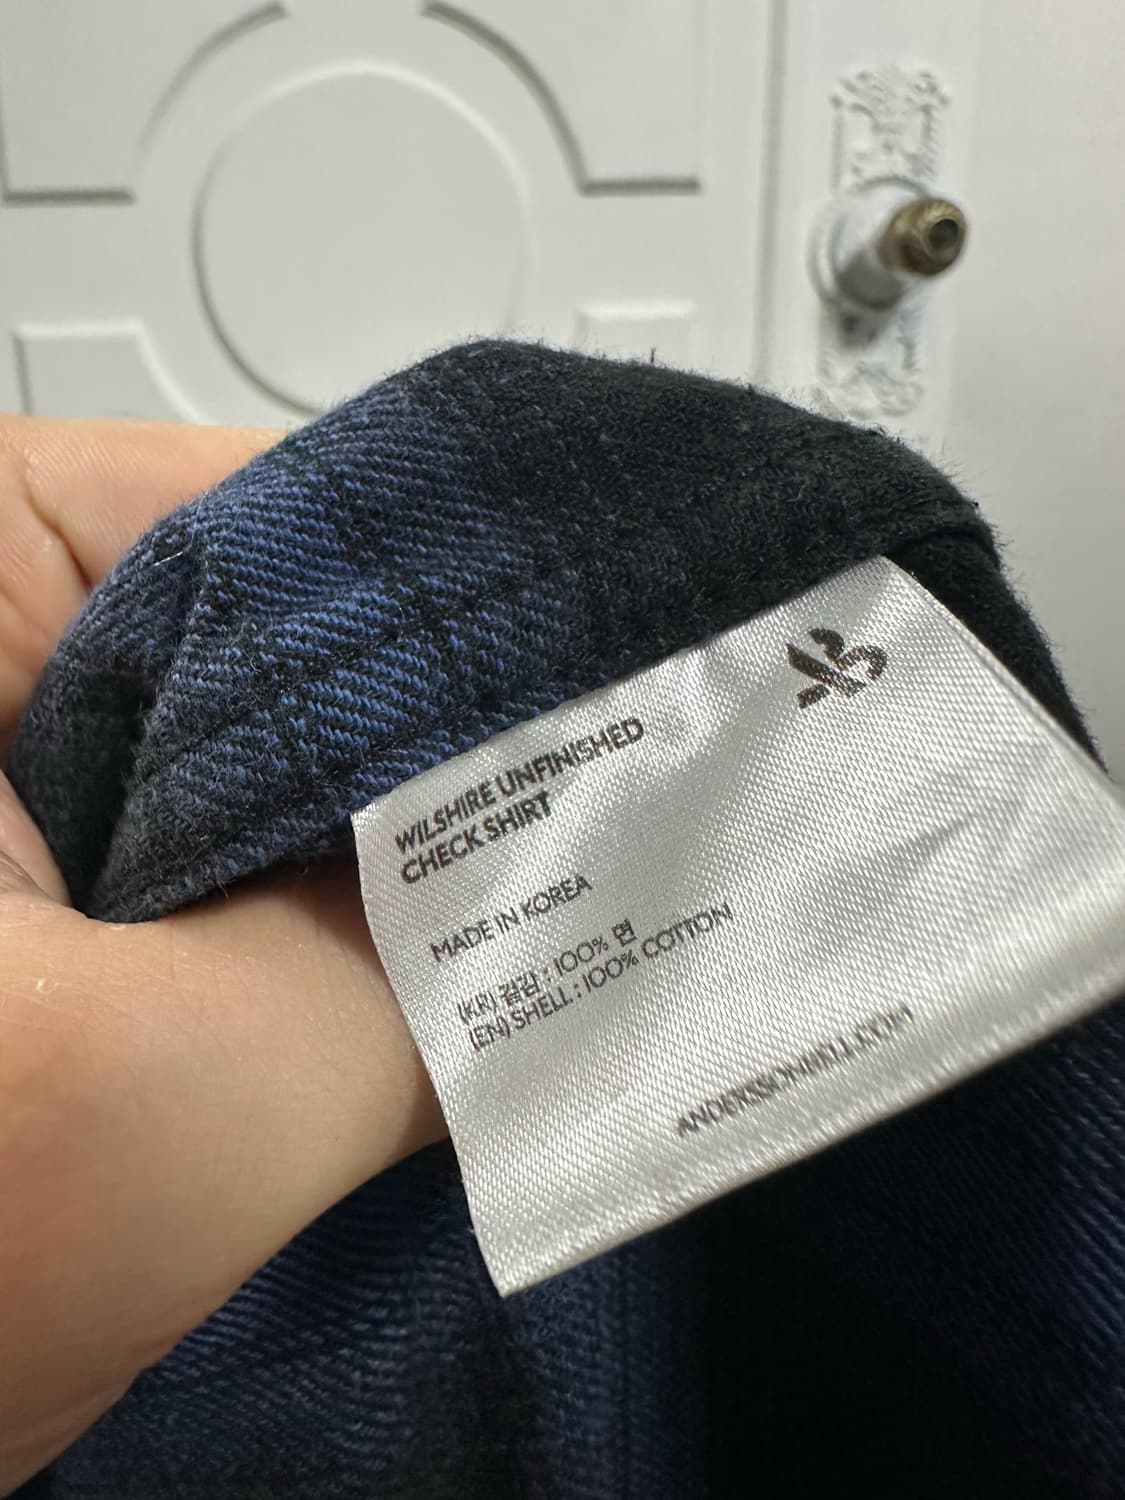 WILSHIRE UNFINISHED
CHECK SHIRT
MADE IN KOREA
(KR) 겉감 : 100% 면
(EN) SHELL : 100% COTTON
ANDERSSONBELL.COM